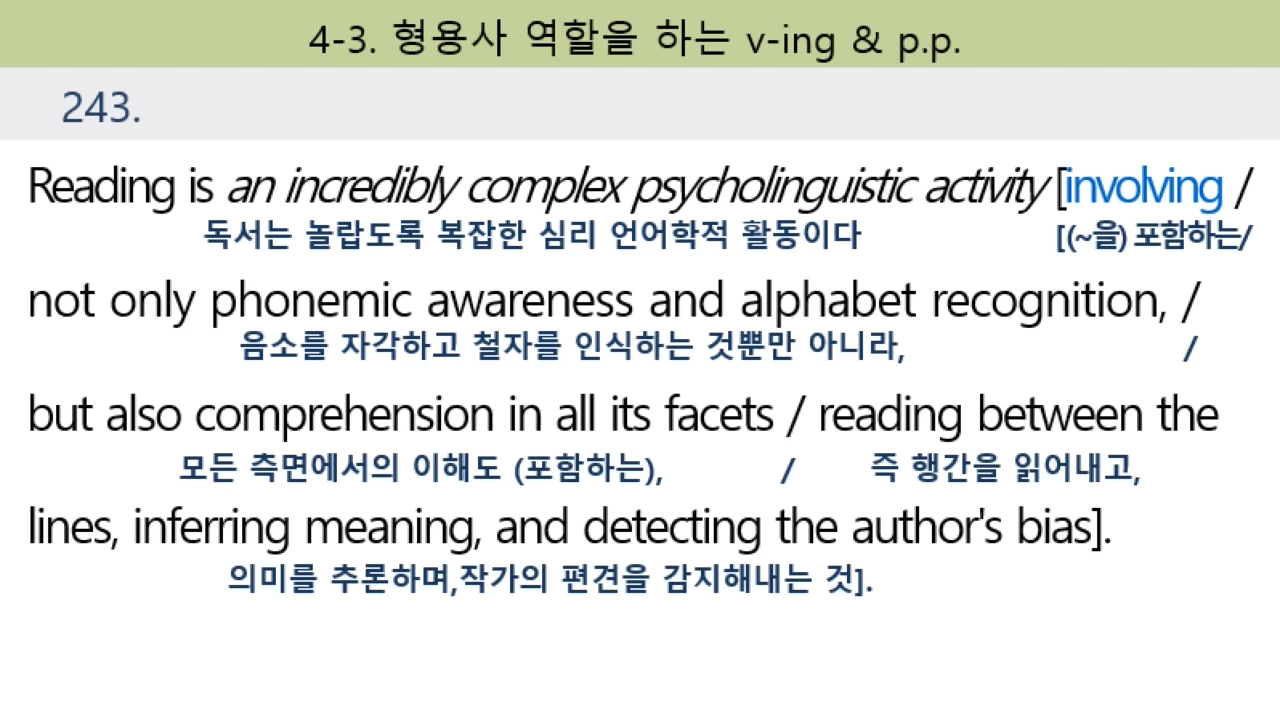 4-3. 형용사 역할을 하는 v-ing & p.p.
243.
Reading is an incredibly complex psycholinguistic activity [involving /
독서는 놀랍도록 복잡한 심리 언어학적 활동이다 [(~을) 포함하는/
not only phonemic awareness and alphabet recognition, /
음소를 자각하고 철자를 인식하는 것뿐만 아니라, /
but also comprehension in all its facets / reading between the
모든 측면에서의 이해도 (포함하는), / 즉 행간을 읽어내고,
lines, inferring meaning, and detecting the author's bias].
의미를 추론하며,작가의 편견을 감지해내는 것].